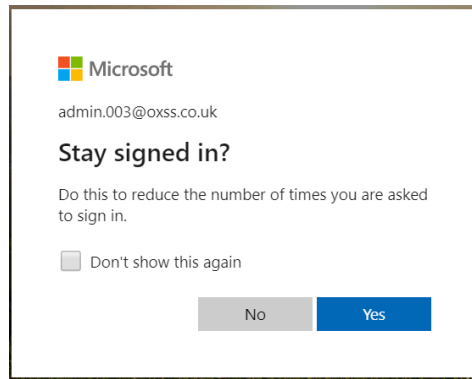 Microsoft
admin.003@oxss.co.uk
Stay signed in?
Do this to reduce the number of times you are asked
to sign in.
Don't show this again
No Yes